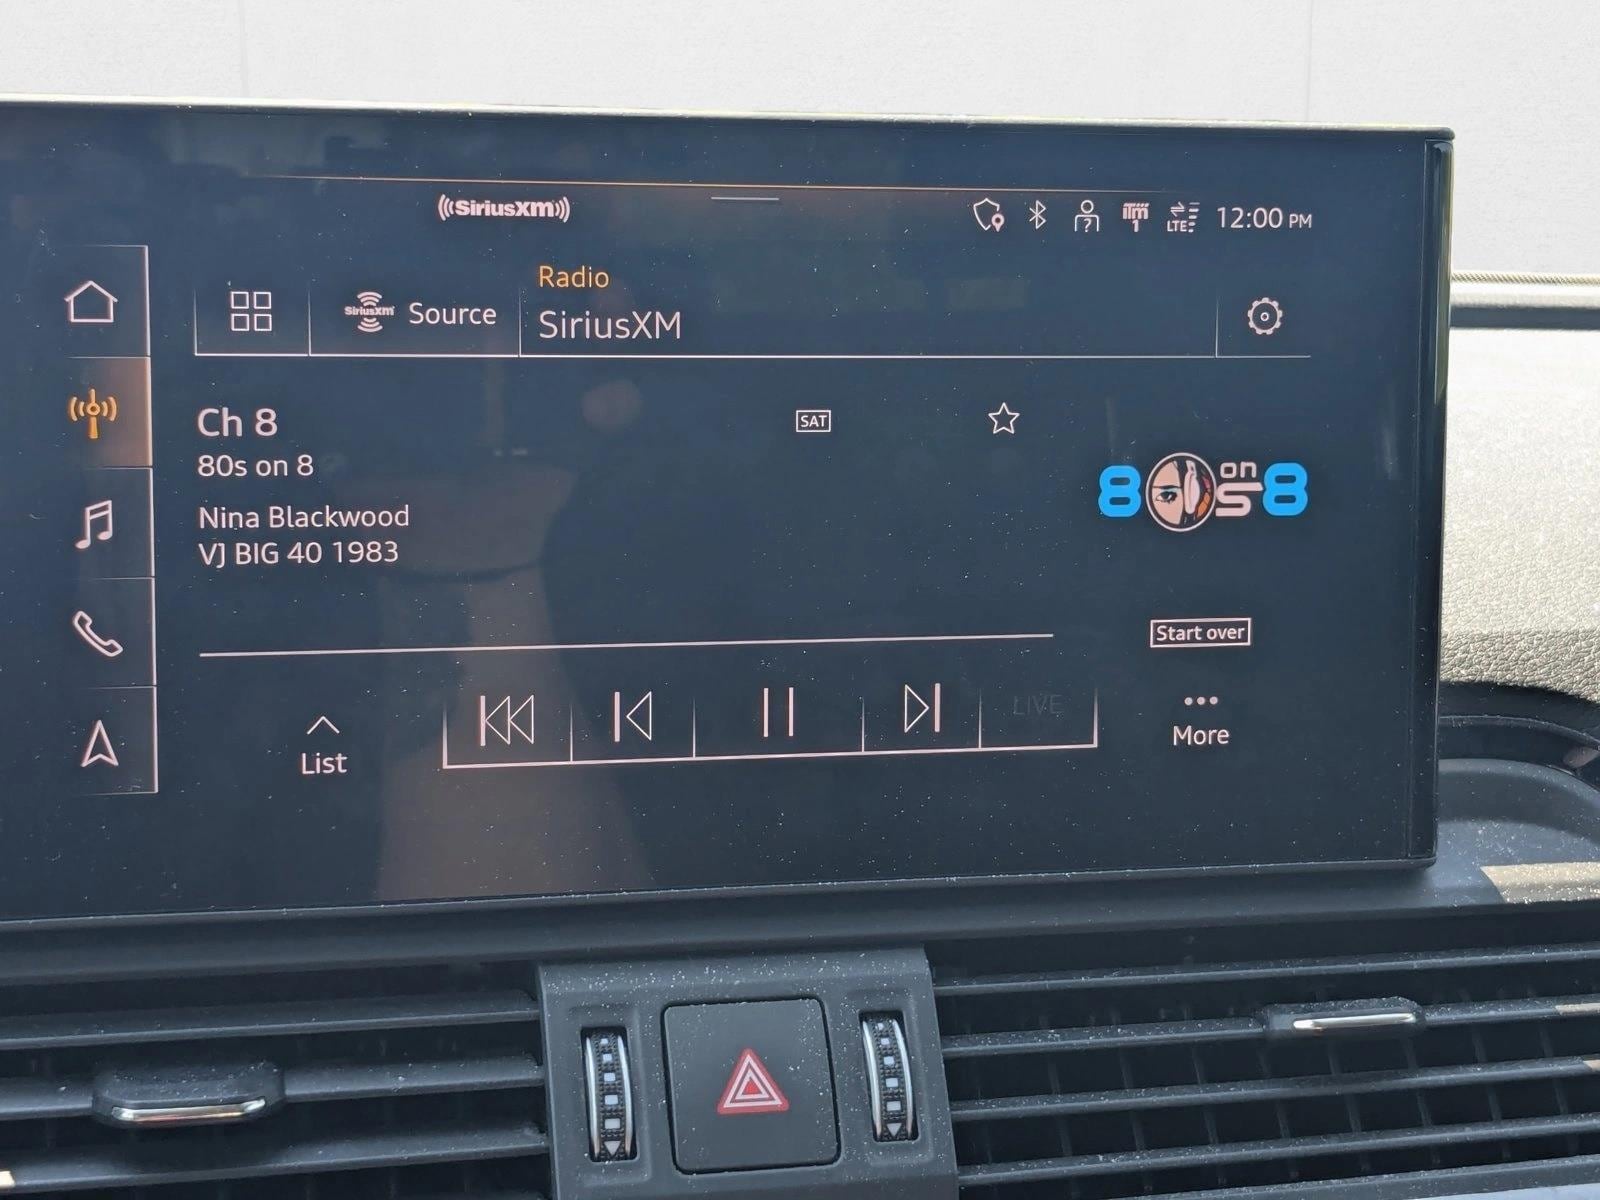 ((SiriusXM))
LTE
12:00 PM
SiriusXM
Source
Radio
SiriusXM
Ch 8
SAT
80s on 8
80s on 8
Nina Blackwood
VJ BIG 40 1983
Start over
List
LIVE
More